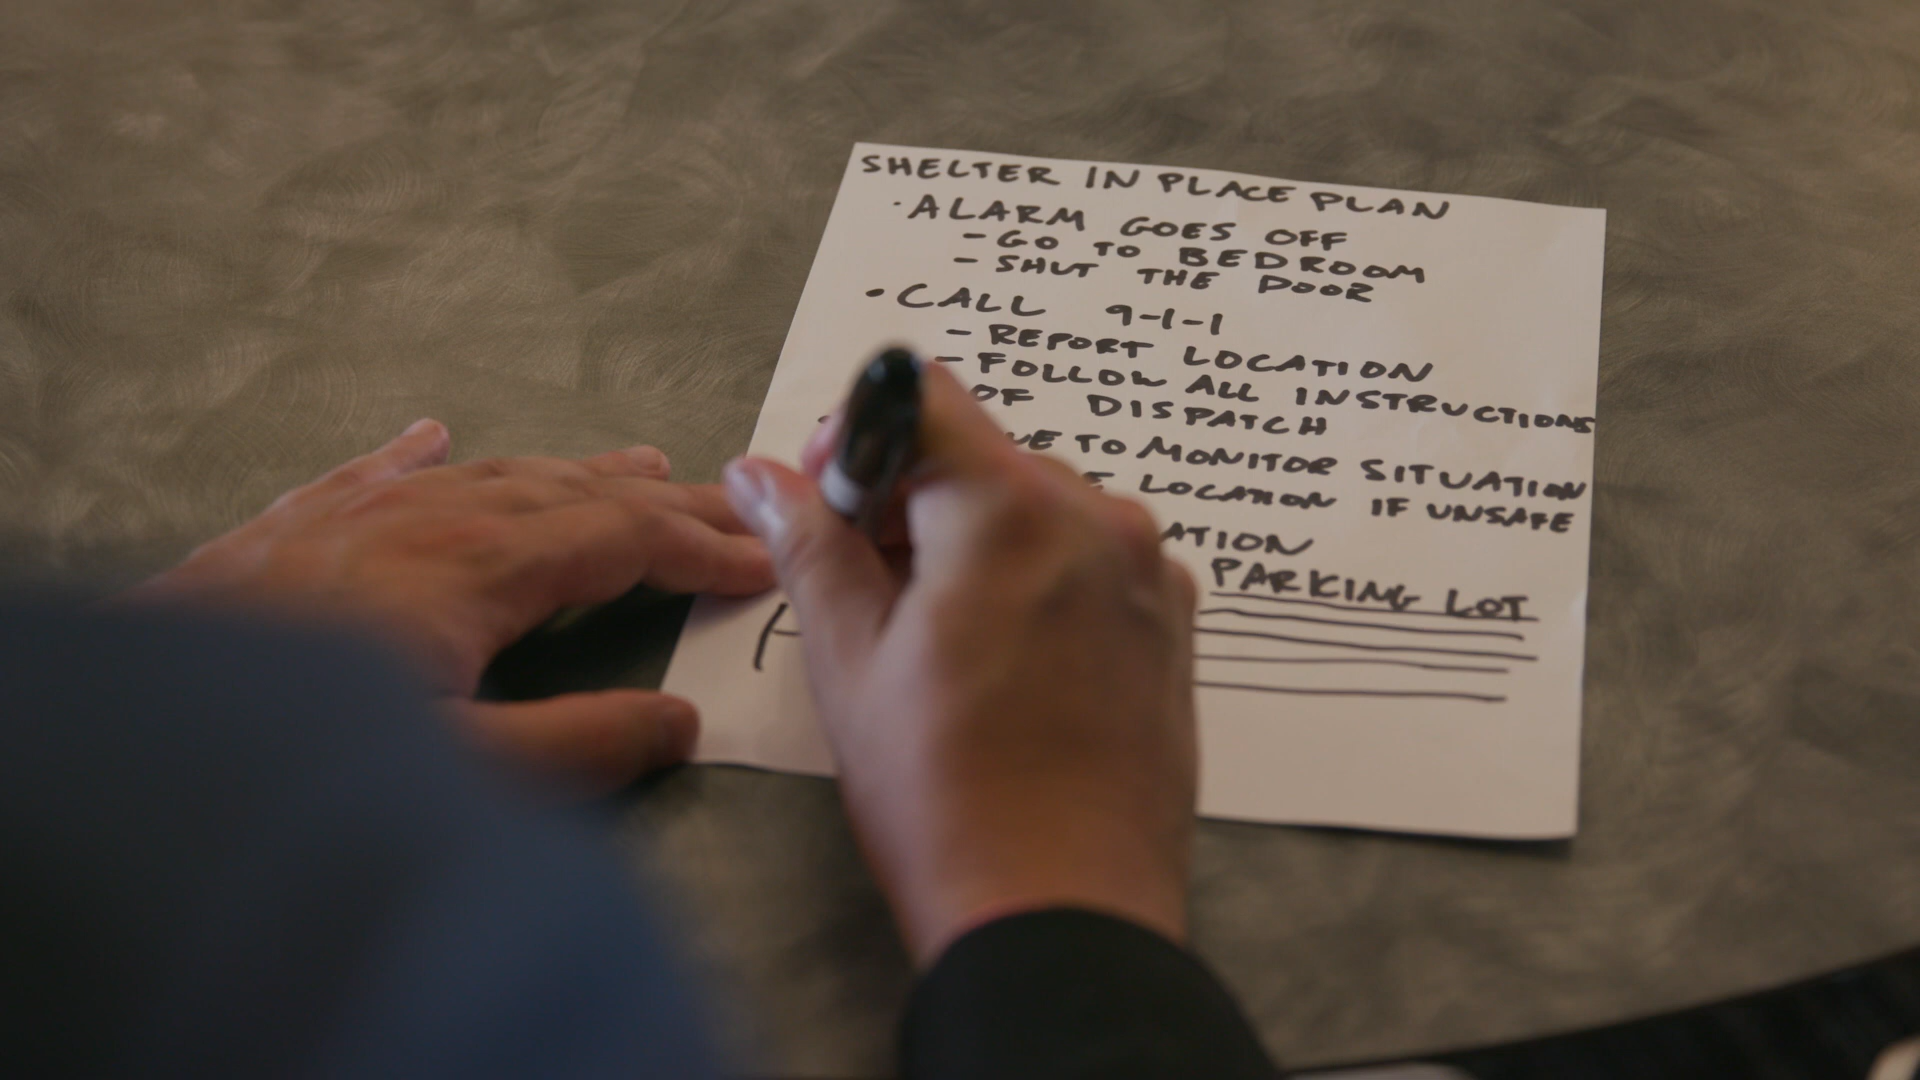 SHELTER IN PLACE PLAN
· ALARM GOES OFF
- GO TO BEDROOM
- SHUT THE DOOR
• CALL 9-1-1
- REPORT LOCATION
- FOLLOW ALL INSTRUCTIONS
OF DISPATCH
TO MONITOR SITUATION
LOCATION IF UNSAFE
PARKING LOT